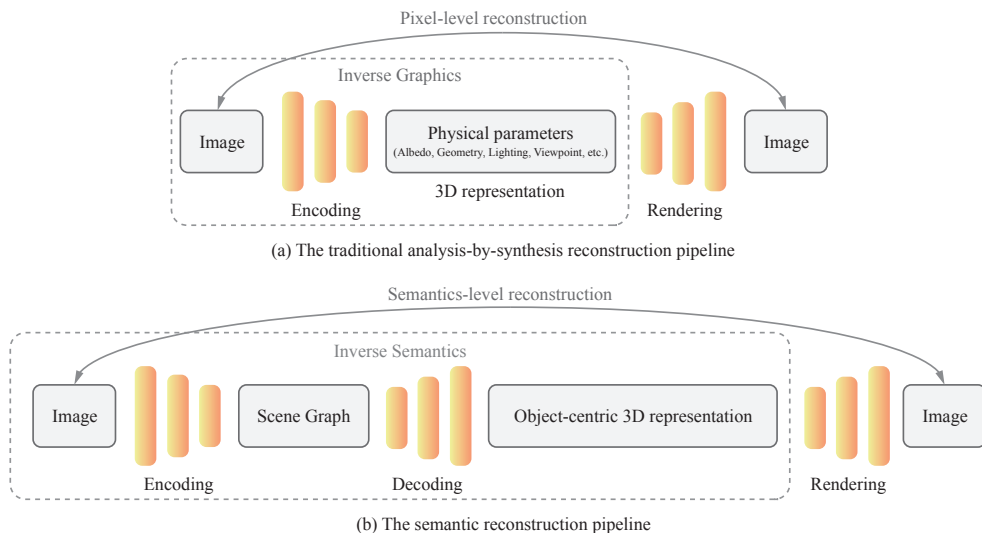 Pixel-level reconstruction
Inverse Graphics
Image
Physical parameters
(Albedo, Geometry, Lighting, Viewpoint, etc.)
Image
3D representation
Encoding
Rendering
(a) The traditional analysis-by-synthesis reconstruction pipeline
Semantics-level reconstruction
Inverse Semantics
Image
Scene Graph
Object-centric 3D representation
Image
Encoding
Decoding
Rendering
(b) The semantic reconstruction pipeline